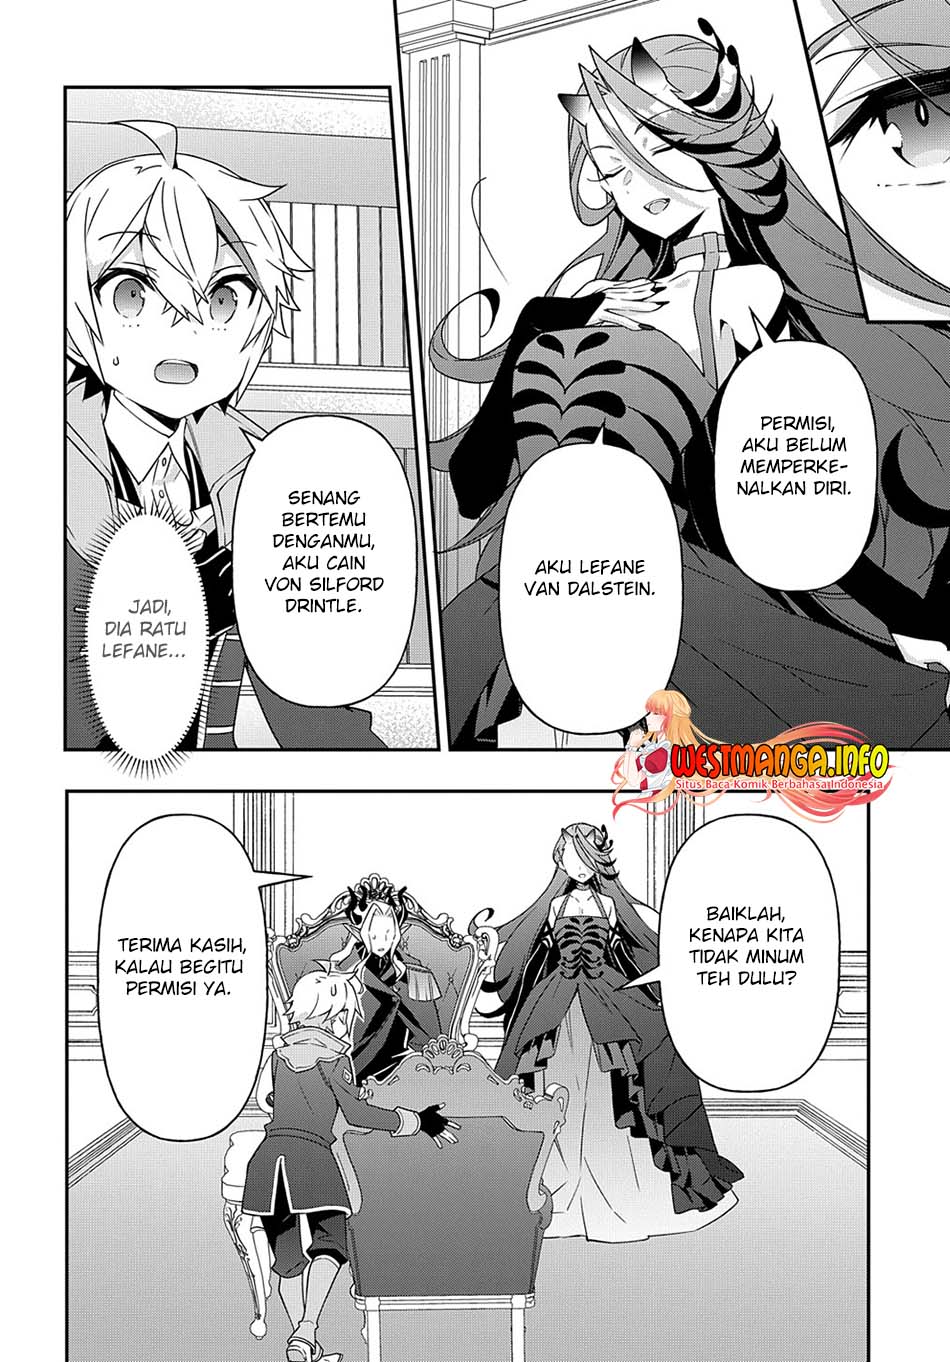 PERMISI,
AKU BELUM
MEMPERKE-
NALKAN DIRI.
AKU LEFANE
VAN DALSTEIN.
SENANG
BERTEMU
DENGANMU,
AKU CAIN
VON SILFORD
DRINTLE.
JADI,
DIA RATU
LEFANE...
WESTMANGA.INFO
Situs Baca Komik Berbahasa Indonesia
BAIKLAH,
KENAPA KITA
TIDAK MINUM
TEH DULU?
TERIMA KASIH,
KALAU BEGITU
PERMISI YA.